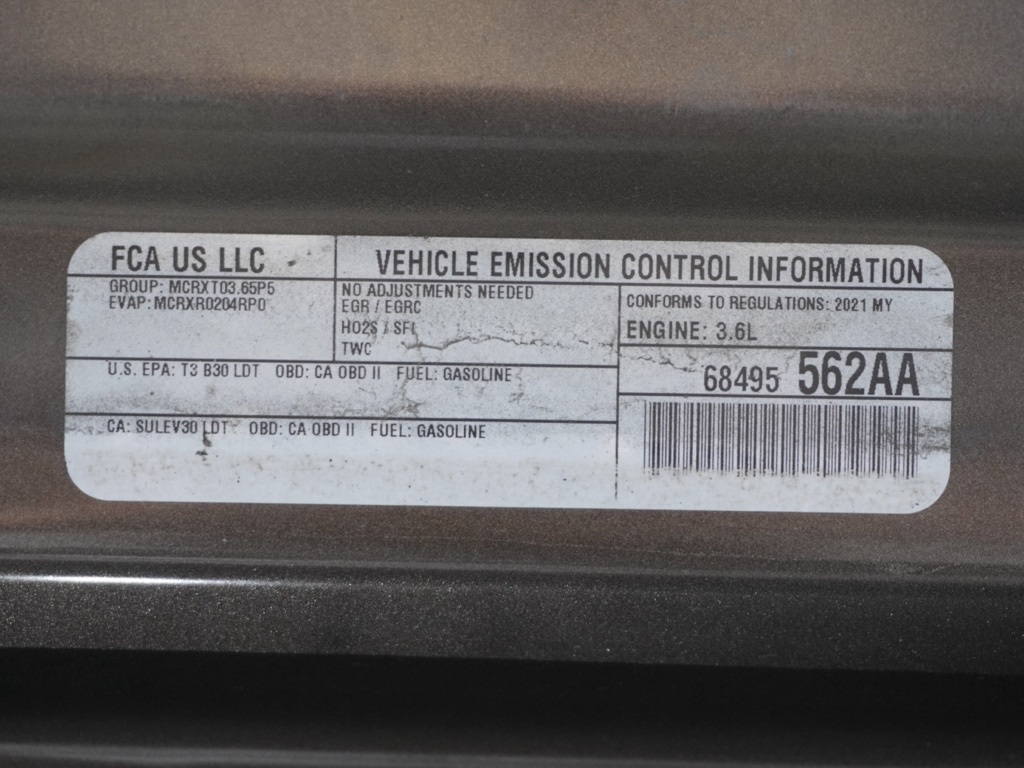 FCA US LLC
VEHICLE EMISSION CONTROL INFORMATION
GROUP: MCRXT03.65P5
EVAP: MCRXR0204RP0
NO ADJUSTMENTS NEEDED
EGR / EGRC
HO2S / SFI
TWC
CONFORMS TO REGULATIONS: 2021 MY
ENGINE: 3.6L
U.S. EPA: T3 B30 LDT OBD: CA OBD II FUEL: GASOLINE
68495 562AA
CA: SULEV30 LDT OBD: CA OBD II FUEL: GASOLINE